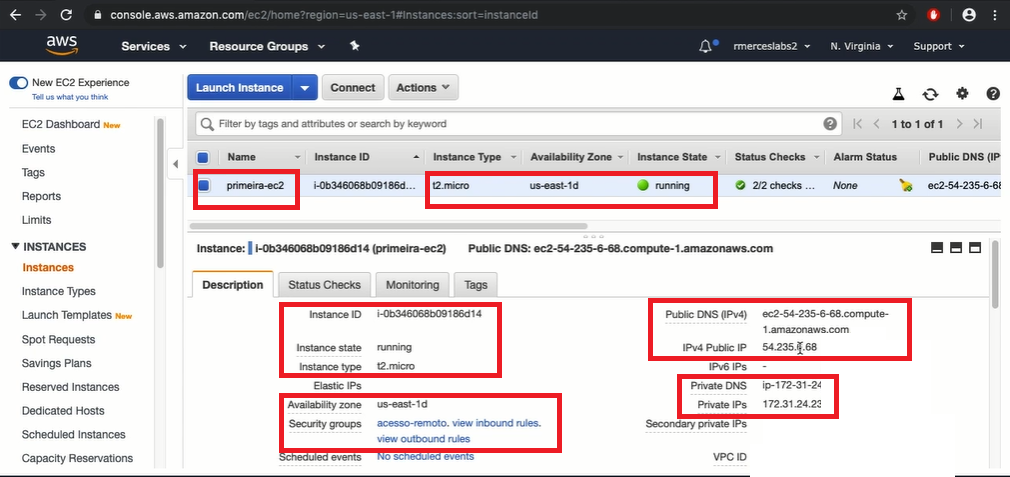 console.aws.amazon.com/ec2/home?region=us-east-1#Instances:sort=instanceId
aws Services Resource Groups rmerceslabs2 N. Virginia Support
New EC2 Experience
Tell us what you think
Launch Instance Connect Actions
EC2 Dashboard New
Events
Tags
Reports
Limits
INSTANCES
Instances
Instance Types
Launch Templates New
Spot Requests
Savings Plans
Reserved Instances
Dedicated Hosts
Scheduled Instances
Capacity Reservations
Filter by tags and attributes or search by keyword
1 to 1 of 1
Name Instance ID Instance Type Availability Zone Instance State Status Checks Alarm Status Public DNS (IP
primeira-ec2 i-0b346068b09186d... t2.micro us-east-1d running 2/2 checks ... None ec2-54-235-6-68
Instance: i-0b346068b09186d14 (primeira-ec2) Public DNS: ec2-54-235-6-68.compute-1.amazonaws.com
Description Status Checks Monitoring Tags
Instance ID i-0b346068b09186d14
Instance state running
Instance type t2.micro
Elastic IPs
Availability zone us-east-1d
Security groups acesso-remoto. view inbound rules.
view outbound rules
Scheduled events No scheduled events
Public DNS (IPv4) ec2-54-235-6-68.compute-
1.amazonaws.com
IPv4 Public IP 54.235.6.68
IPv6 IPs -
Private DNS ip-172-31-24
Private IPs 172.31.24.23
Secondary private IPs
VPC ID